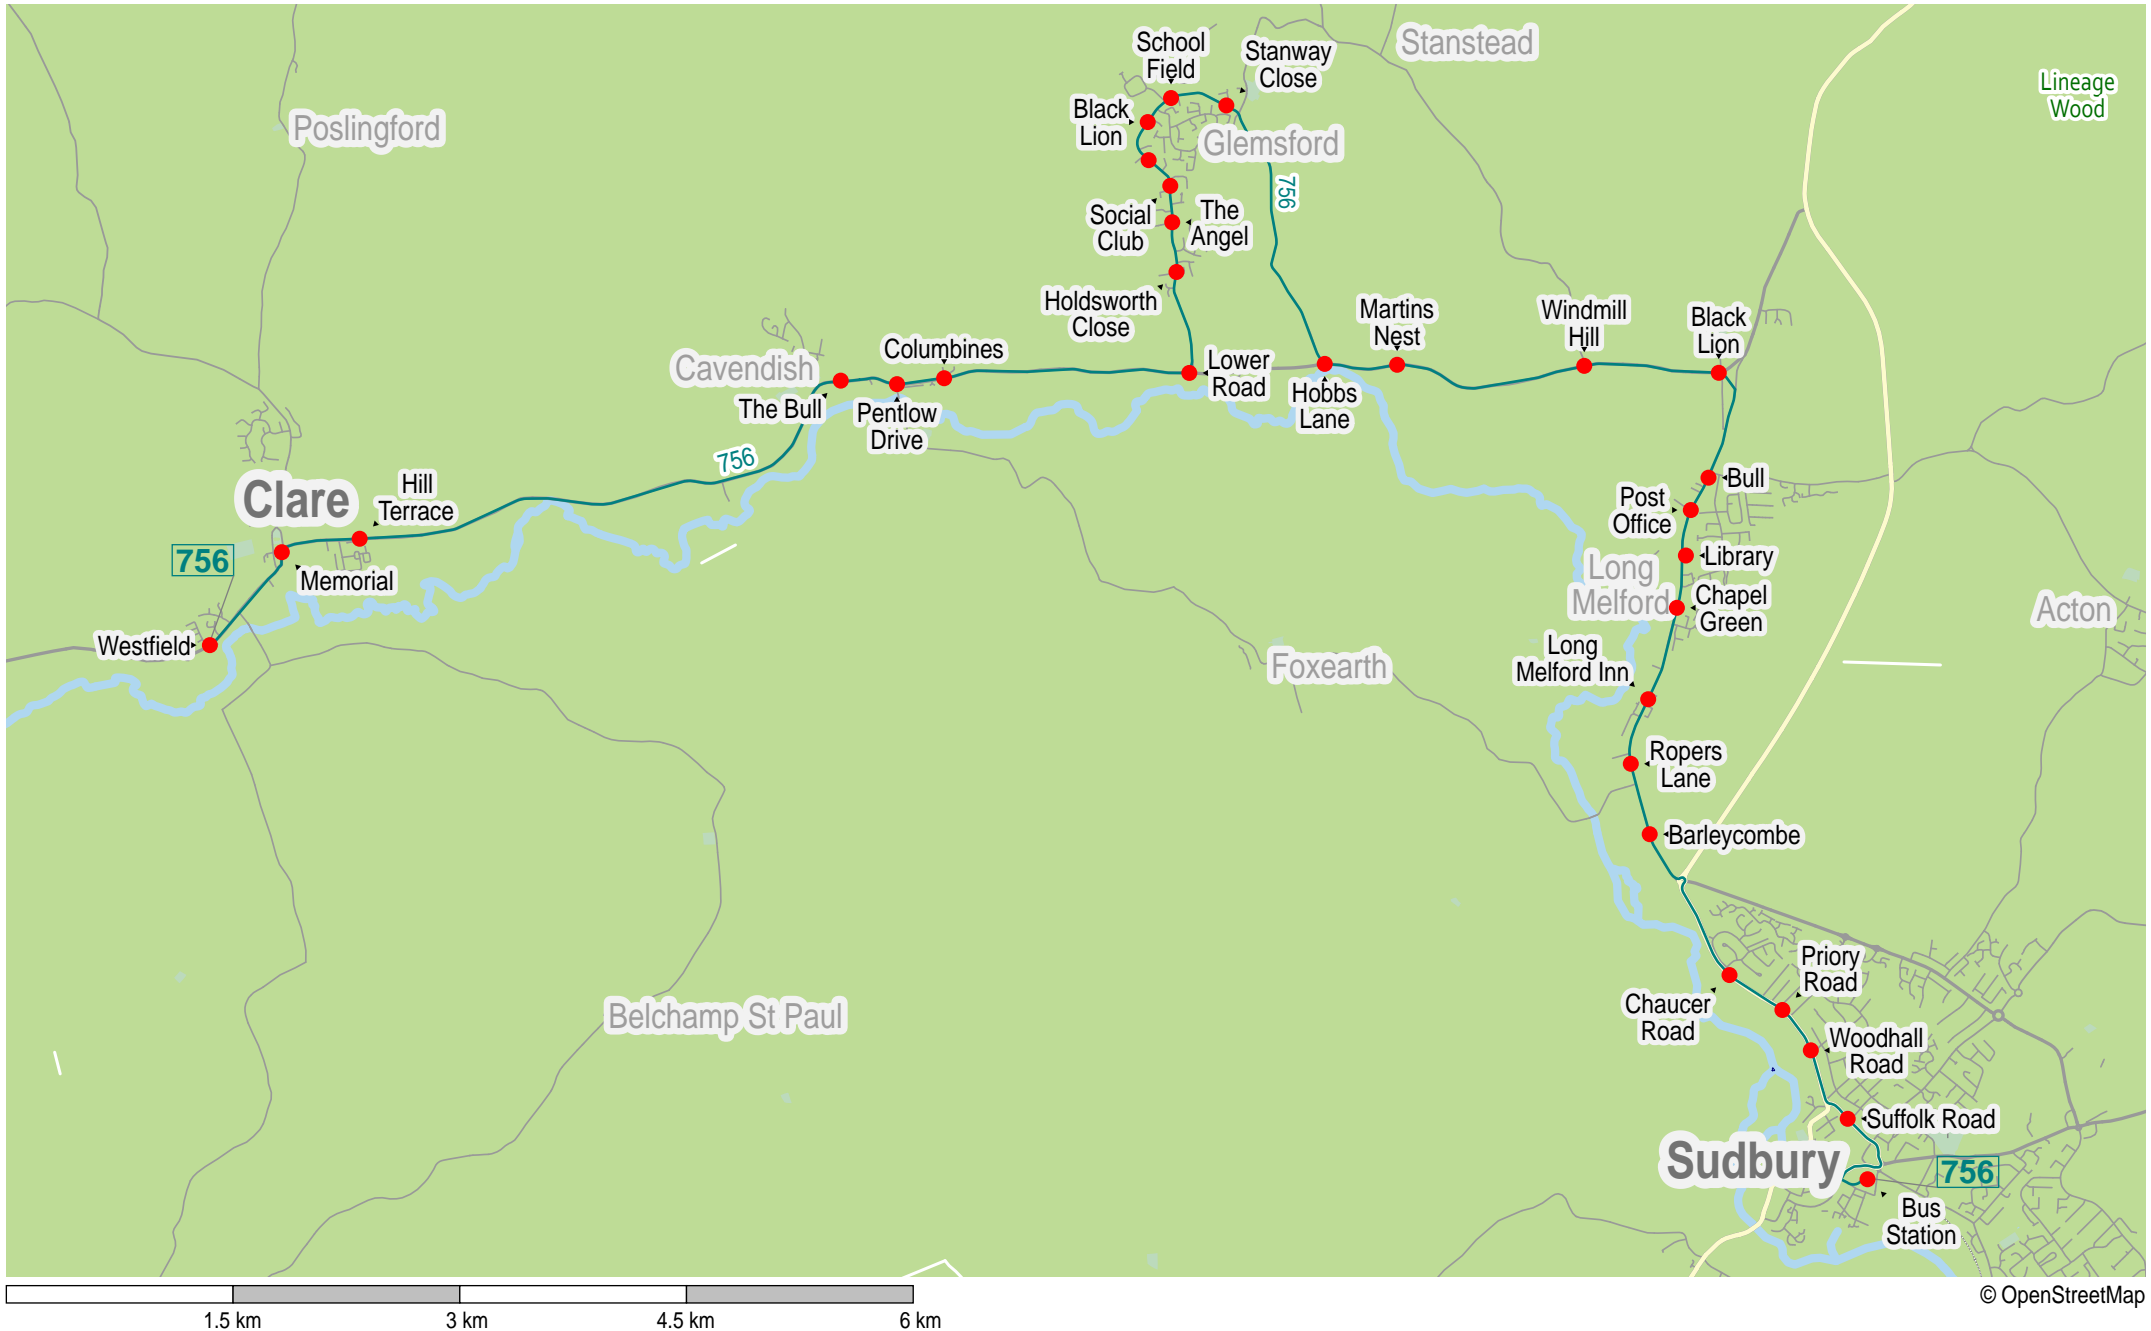 School
Field
Stanway
Close
Stanstead
Lineage
Wood
Black
Lion
Poslingford
Glemsford
756
Social
Club
The
Angel
Holdsworth
Close
Martins
Nest
Windmill
Hill
Black
Lion
Columbines
Cavendish
Lower
Road
The Bull
Pentlow
Drive
Hobbs
Lane
756
Hill
Terrace
Clare
Bull
Post
Office
756
Memorial
Library
Long
Melford
Chapel
Green
Acton
Westfield
Long
Melford Inn
Foxearth
Ropers
Lane
Barleycombe
Priory
Road
Chaucer
Road
Belchamp St Paul
Woodhall
Road
Suffolk Road
Sudbury
756
Bus
Station
© OpenStreetMap
1.5 km
3 km
4.5 km
6 km